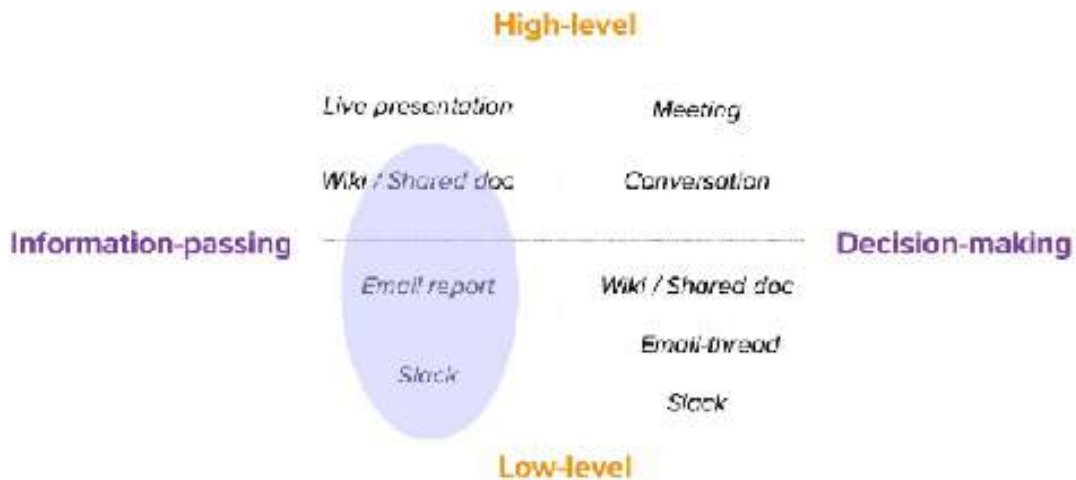 High-level
Live presentation
Meeting
Wiki / Shared doc
Conversation
Information-passing
Decision-making
Email report
Wiki / Shared doc
Email-thread
Slack
Slack
Low-level